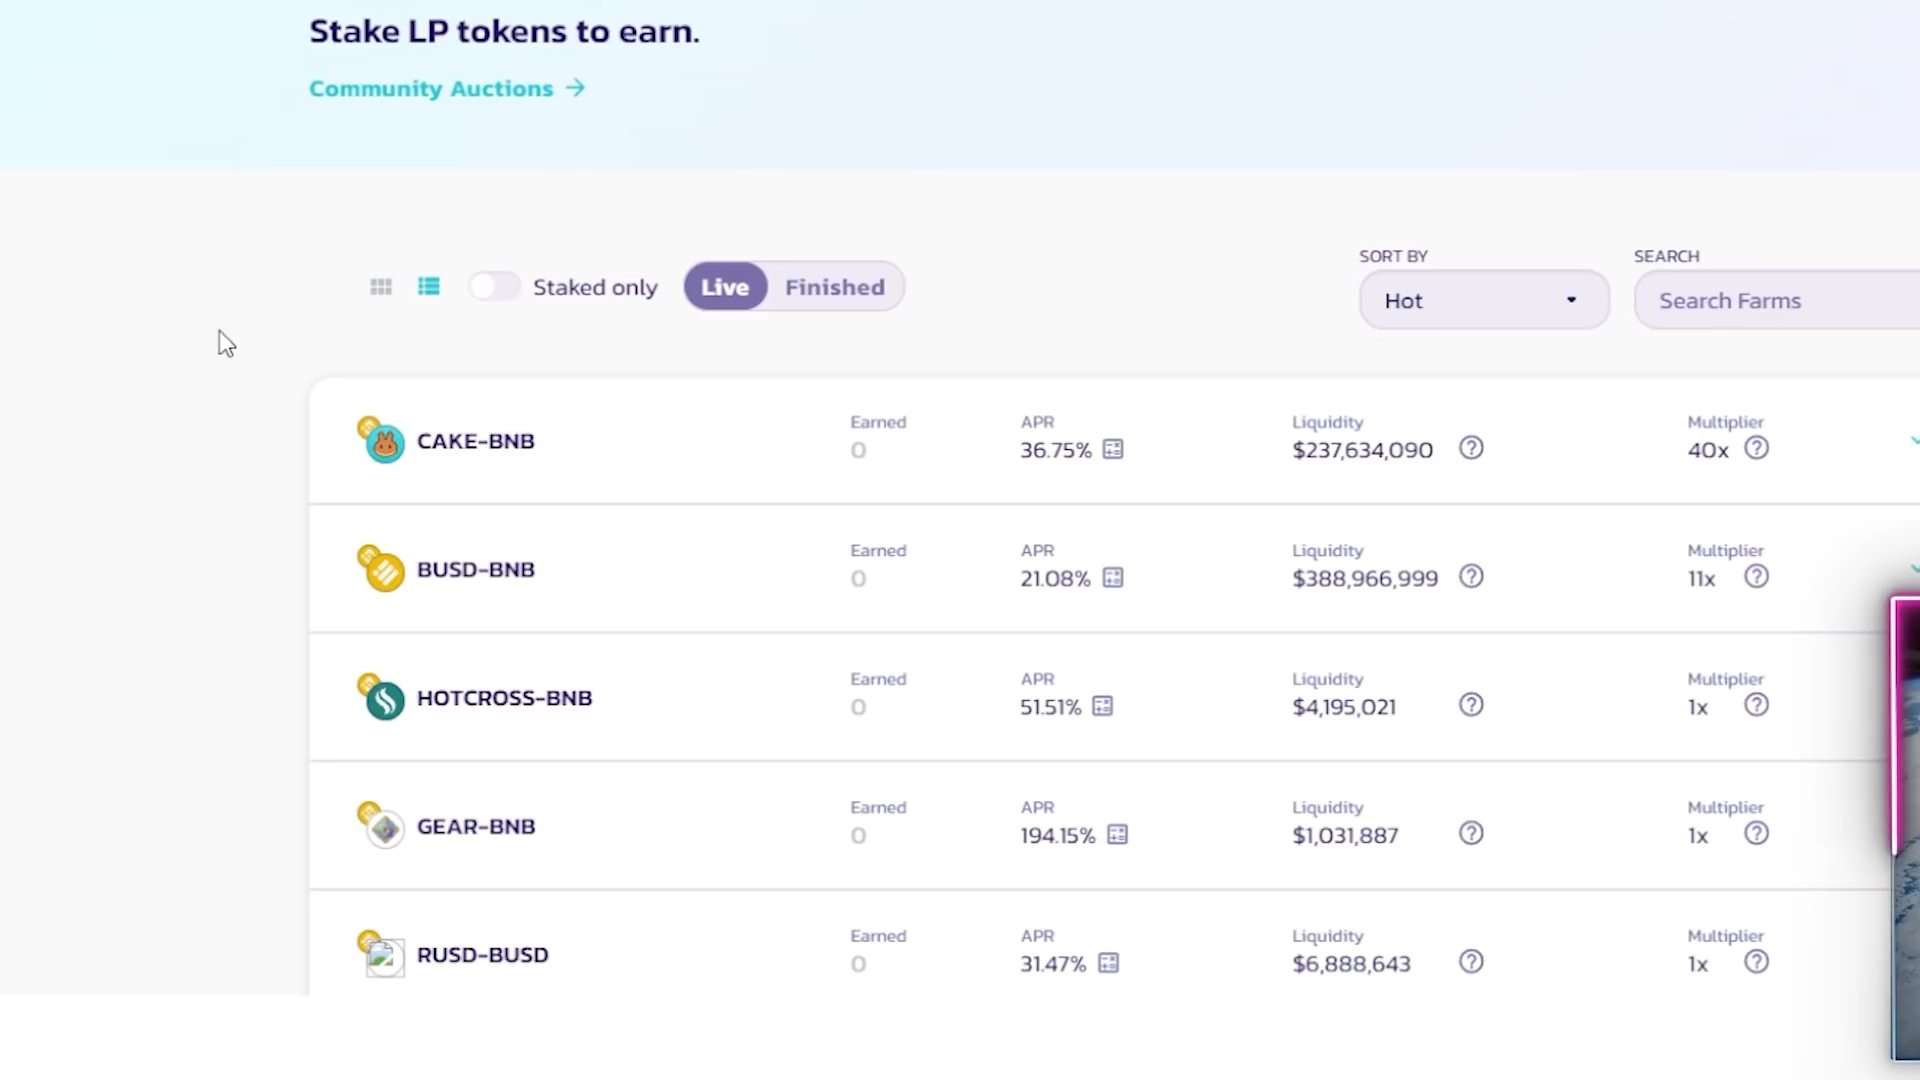 Stake LP tokens to earn.
Community Auctions
Staked only Live Finished
SORT BY
Hot
SEARCH
Search Farms
CAKE-BNB
Earned
0
APR
36.75%
Liquidity
$237,634,090
Multiplier
40x
BUSD-BNB
Earned
0
APR
21.08%
Liquidity
$388,966,999
Multiplier
11x
HOTCROSS-BNB
Earned
0
APR
51.51%
Liquidity
$4,195,021
Multiplier
1x
GEAR-BNB
Earned
0
APR
194.15%
Liquidity
$1,031,887
Multiplier
1x
RUSD-BUSD
Earned
0
APR
31.47%
Liquidity
$6,888,643
Multiplier
1x